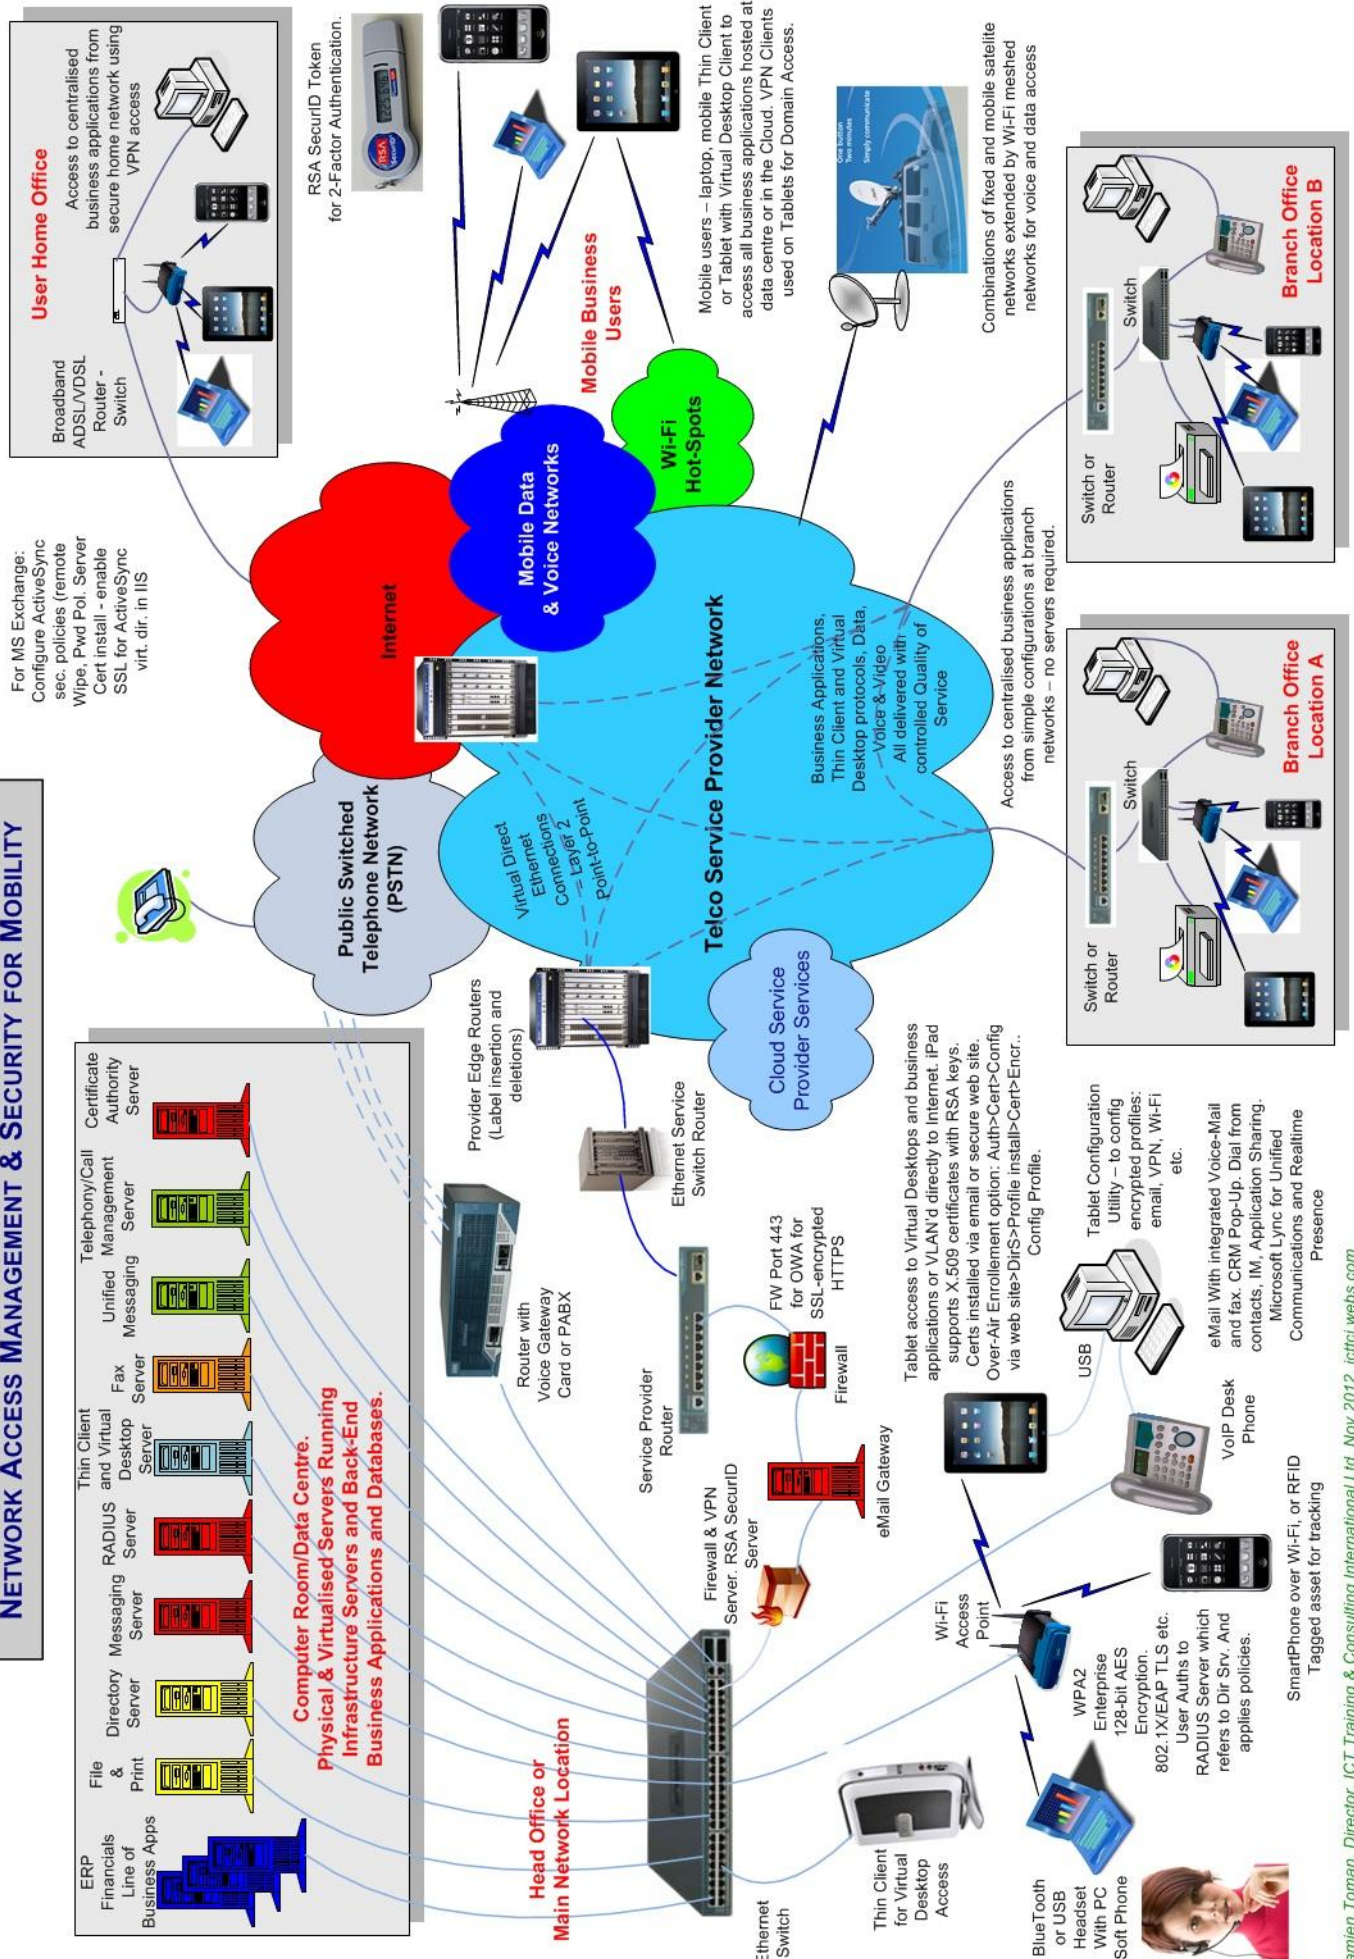 NETWORK ACCESS MANAGEMENT & SECURITY FOR MOBILITY
ERP
Financials
Line of
Business Apps
File
&
Print
Directory
Server
Messaging
Server
RADIUS
Server
Thin Client
and Virtual
Desktop
Server
Fax
Server
Unified
Messaging
Telephony/Call
Management
Server
Certificate
Authority
Server
Computer Room/Data Centre.
Physical & Virtualised Servers Running
Infrastructure Servers and Back-End
Business Applications and Databases.
For MS Exchange:
Configure ActiveSync
sec. policies (remote
Wipe, Pwd Pol. Server
Cert install - enable
SSL for ActiveSync
virt. dir. in IIS
User Home Office
Broadband
ADSL/VDSL
Router -
Switch
Access to centralised
business applications from
secure home network using
VPN access
RSA SecurID Token
for 2-Factor Authentication.
RSA
SecurID
Public Switched
Telephone Network
(PSTN)
Internet
Mobile Data
& Voice Networks
Wi-Fi
Hot-Spots
Mobile Business
Users
Mobile users – laptop, mobile Thin Client
or Tablet with Virtual Desktop Client to
access all business applications hosted at
data centre or in the Cloud. VPN Clients
used on Tablets for Domain Access.
One button
Two minutes
Simply communicate
Combinations of fixed and mobile satelite
networks extended by Wi-Fi meshed
networks for voice and data access
Head Office or
Main Network Location
Ethernet
Switch
Router with
Voice Gateway
Card or PABX
Provider Edge Routers
(Label insertion and
deletions)
Ethernet Service
Switch Router
Service Provider
Router
Virtual Direct
Ethernet
Connections
– Layer 2
Point-to-Point
Telco Service Provider Network
Business Applications,
Thin Client and Virtual
Desktop protocols, Data,
Voice & Video
All delivered with
controlled Quality of
Service
Cloud Service
Provider Services
Firewall & VPN
Server. RSA SecurID
Server
FW Port 443
for OWA for
SSL-encrypted
HTTPS
Firewall
eMail Gateway
Thin Client
for Virtual
Desktop
Access
Tablet access to Virtual Desktops and business
applications or VLAN'd directly to Internet. iPad
supports X.509 certificates with RSA keys.
Certs installed via email or secure web site.
Over-Air Enrollement option: Auth>Cert>Config
via web site>DirS>Profile install>Cert>Encr..
Config Profile.
Access to centralised business applications
from simple configurations at branch
networks – no servers required.
Wi-Fi
Access
Point
WPA2
Enterprise
128-bit AES
Encryption.
802.1X/EAP TLS etc.
User Auths to
RADIUS Server which
refers to Dir Srv. And
applies policies.
BlueTooth
or USB
Headset
With PC
Soft Phone
SmartPhone over Wi-Fi, or RFID
Tagged asset for tracking
USB
VoIP Desk
Phone
Tablet Configuration
Utility – to config
encrypted profiles:
email, VPN, Wi-Fi
etc.
eMail With integrated Voice-Mail
and fax. CRM Pop-Up. Dial from
contacts, IM, Application Sharing.
Microsoft Lync for Unified
Communications and Realtime
Presence
Switch or
Router
Switch
Branch Office
Location A
Switch or
Router
Switch
Branch Office
Location B
Toman, Director, ICT Training & Consulting International Ltd, Nov 2012